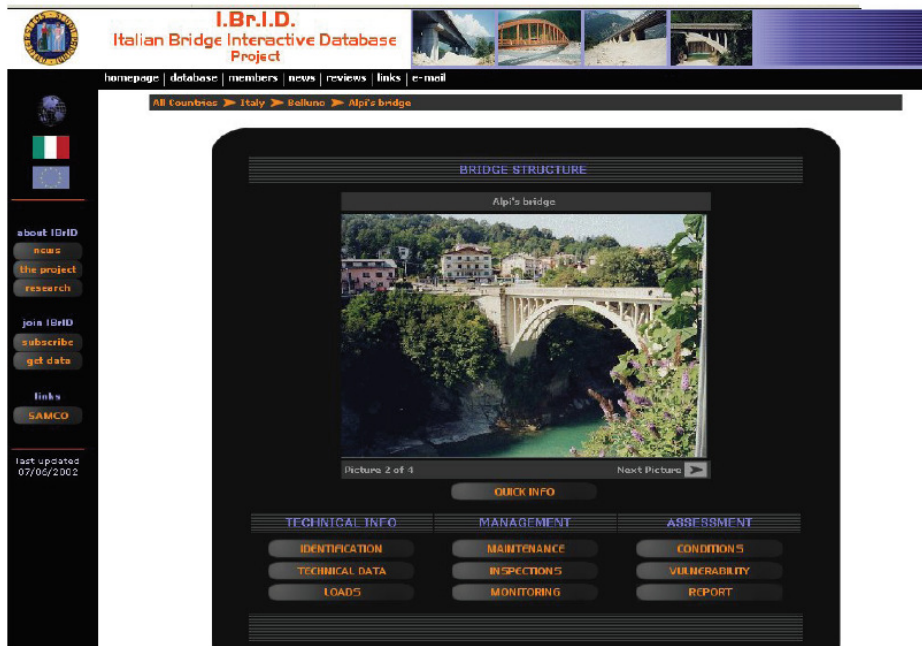 I.Br.I.D.
Italian Bridge Interactive Database
Project
homepage | database | members | news | reviews | links | e-mail
All Countries ➤ Italy ➤ Belluno ➤ Alpi's bridge
BRIDGE STRUCTURE
Alpi's bridge
about IBrID
news
the project
research
join IBrID
subscribe
get data
links
SAMCO
last updated
07/06/2002
Picture 2 of 4
Next Picture
QUICK INFO
TECHNICAL INFO
MANAGEMENT
ASSESSMENT
IDENTIFICATION
MAINTENANCE
CONDITIONS
TECHNICAL DATA
INSPECTIONS
VULNERABILITY
LOADS
MONITORING
REPORT